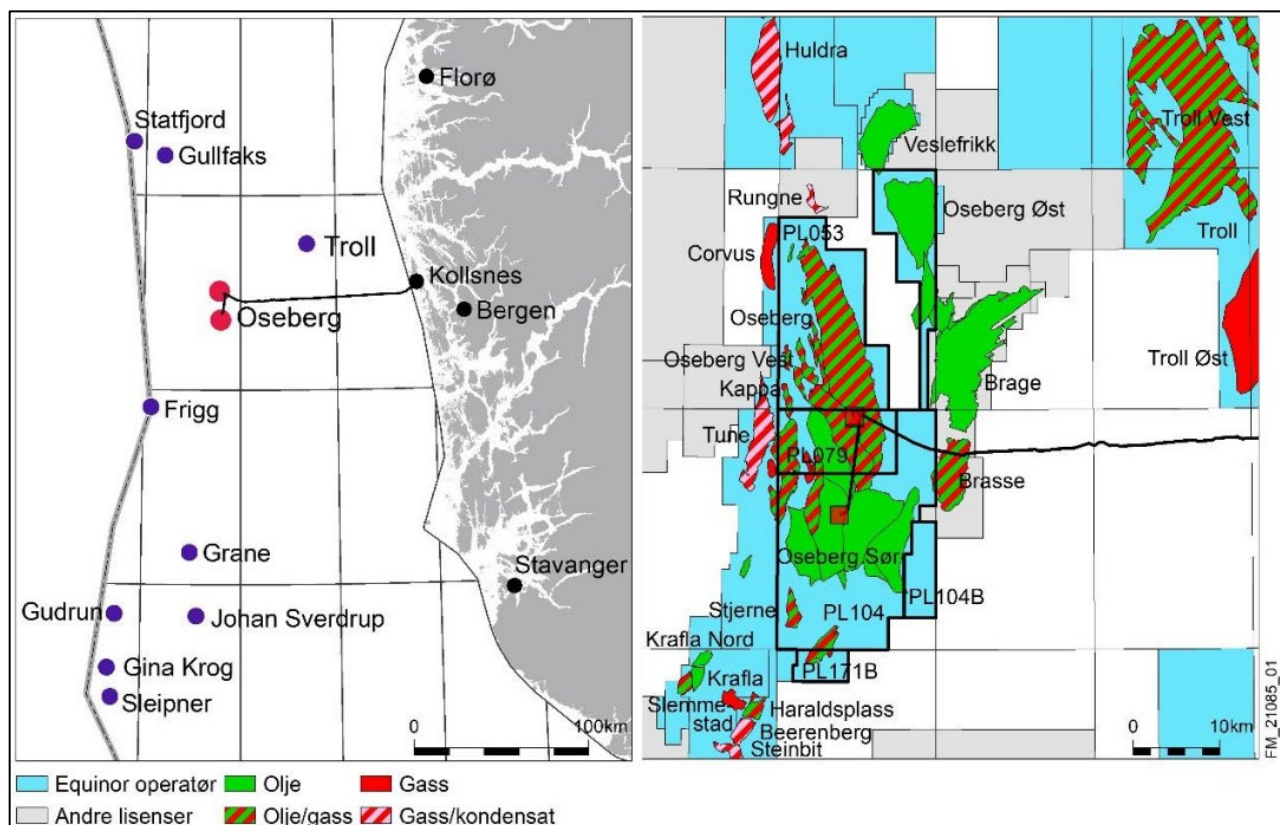 Florø
Statfjord
Gullfaks
Troll
Kollsnes
Oseberg
Bergen
Frigg
Grane
Stavanger
Gudrun
Johan Sverdrup
Gina Krog
Sleipner
0 100km
Huldra
Veslefrikk
Troll Vest
Rungne
Oseberg Øst
PL053
Troll
Corvus
Oseberg
Oseberg Vest
Troll Øst
Kappa
Brage
Tune
PL079
Brasse
Oseberg Sør
PL104B
Stjerne
PL104
Krafla Nord
Krafla
PL171B
Slemme-
stad
Haraldsplass
Beerenberg
Steinbit
0 10km
FM_21085_01
Equinor operatør Olje Gass
Andre lisenser Olje/gass Gass/kondensat